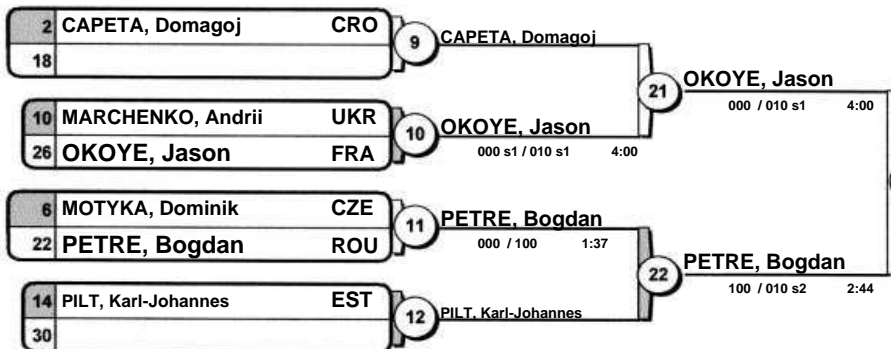 2 CAPETA, Domagoj CRO
18
9 CAPETA, Domagoj
10 MARCHENKO, Andrii UKR
26 OKOYE, Jason FRA
10 OKOYE, Jason
000 s1 / 010 s1 4:00
21 OKOYE, Jason
000 / 010 s1 4:00
6 MOTYKA, Dominik CZE
22 PETRE, Bogdan ROU
11 PETRE, Bogdan
000 / 100 1:37
14 PILT, Karl-Johannes EST
30
12 PILT, Karl-Johannes
22 PETRE, Bogdan
100 / 010 s2 2:44